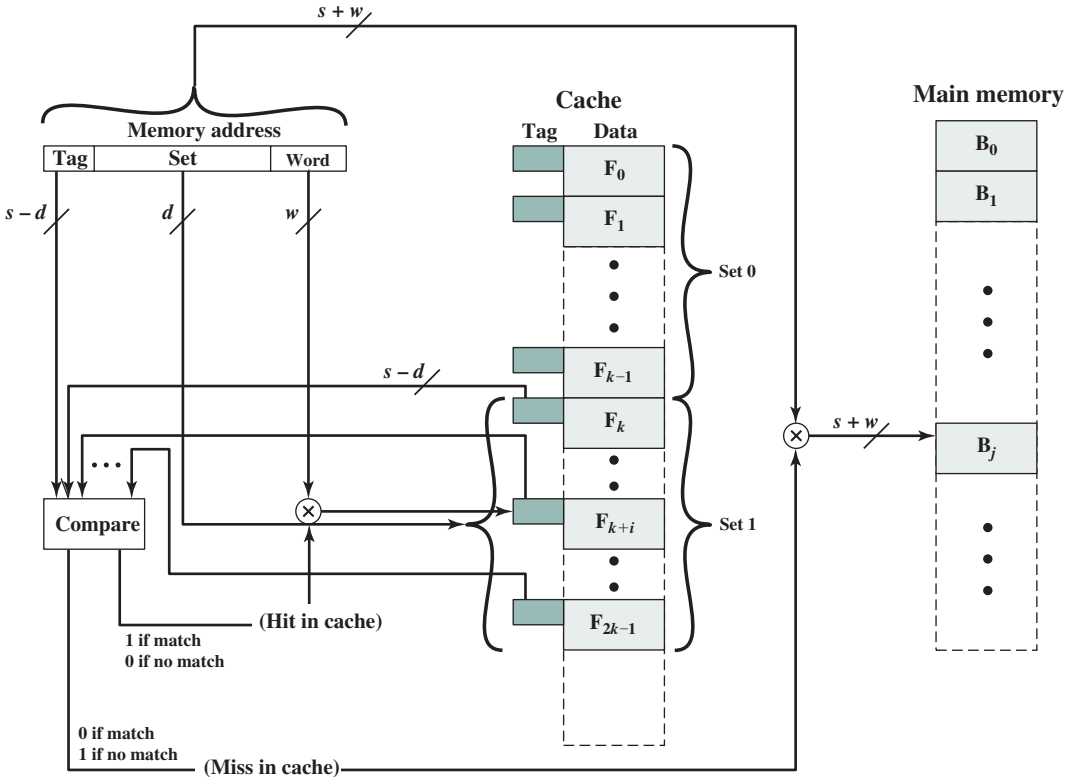 s + w
Cache
Main memory
Memory address
Tag Data
Tag Set Word
F0
B0
s – d d w
F1
B1
Set 0
Fk–1
s – d
Fk
s + w
Bj
Compare
Fk+i
Set 1
F2k–1
(Hit in cache)
1 if match
0 if no match
0 if match
1 if no match
(Miss in cache)